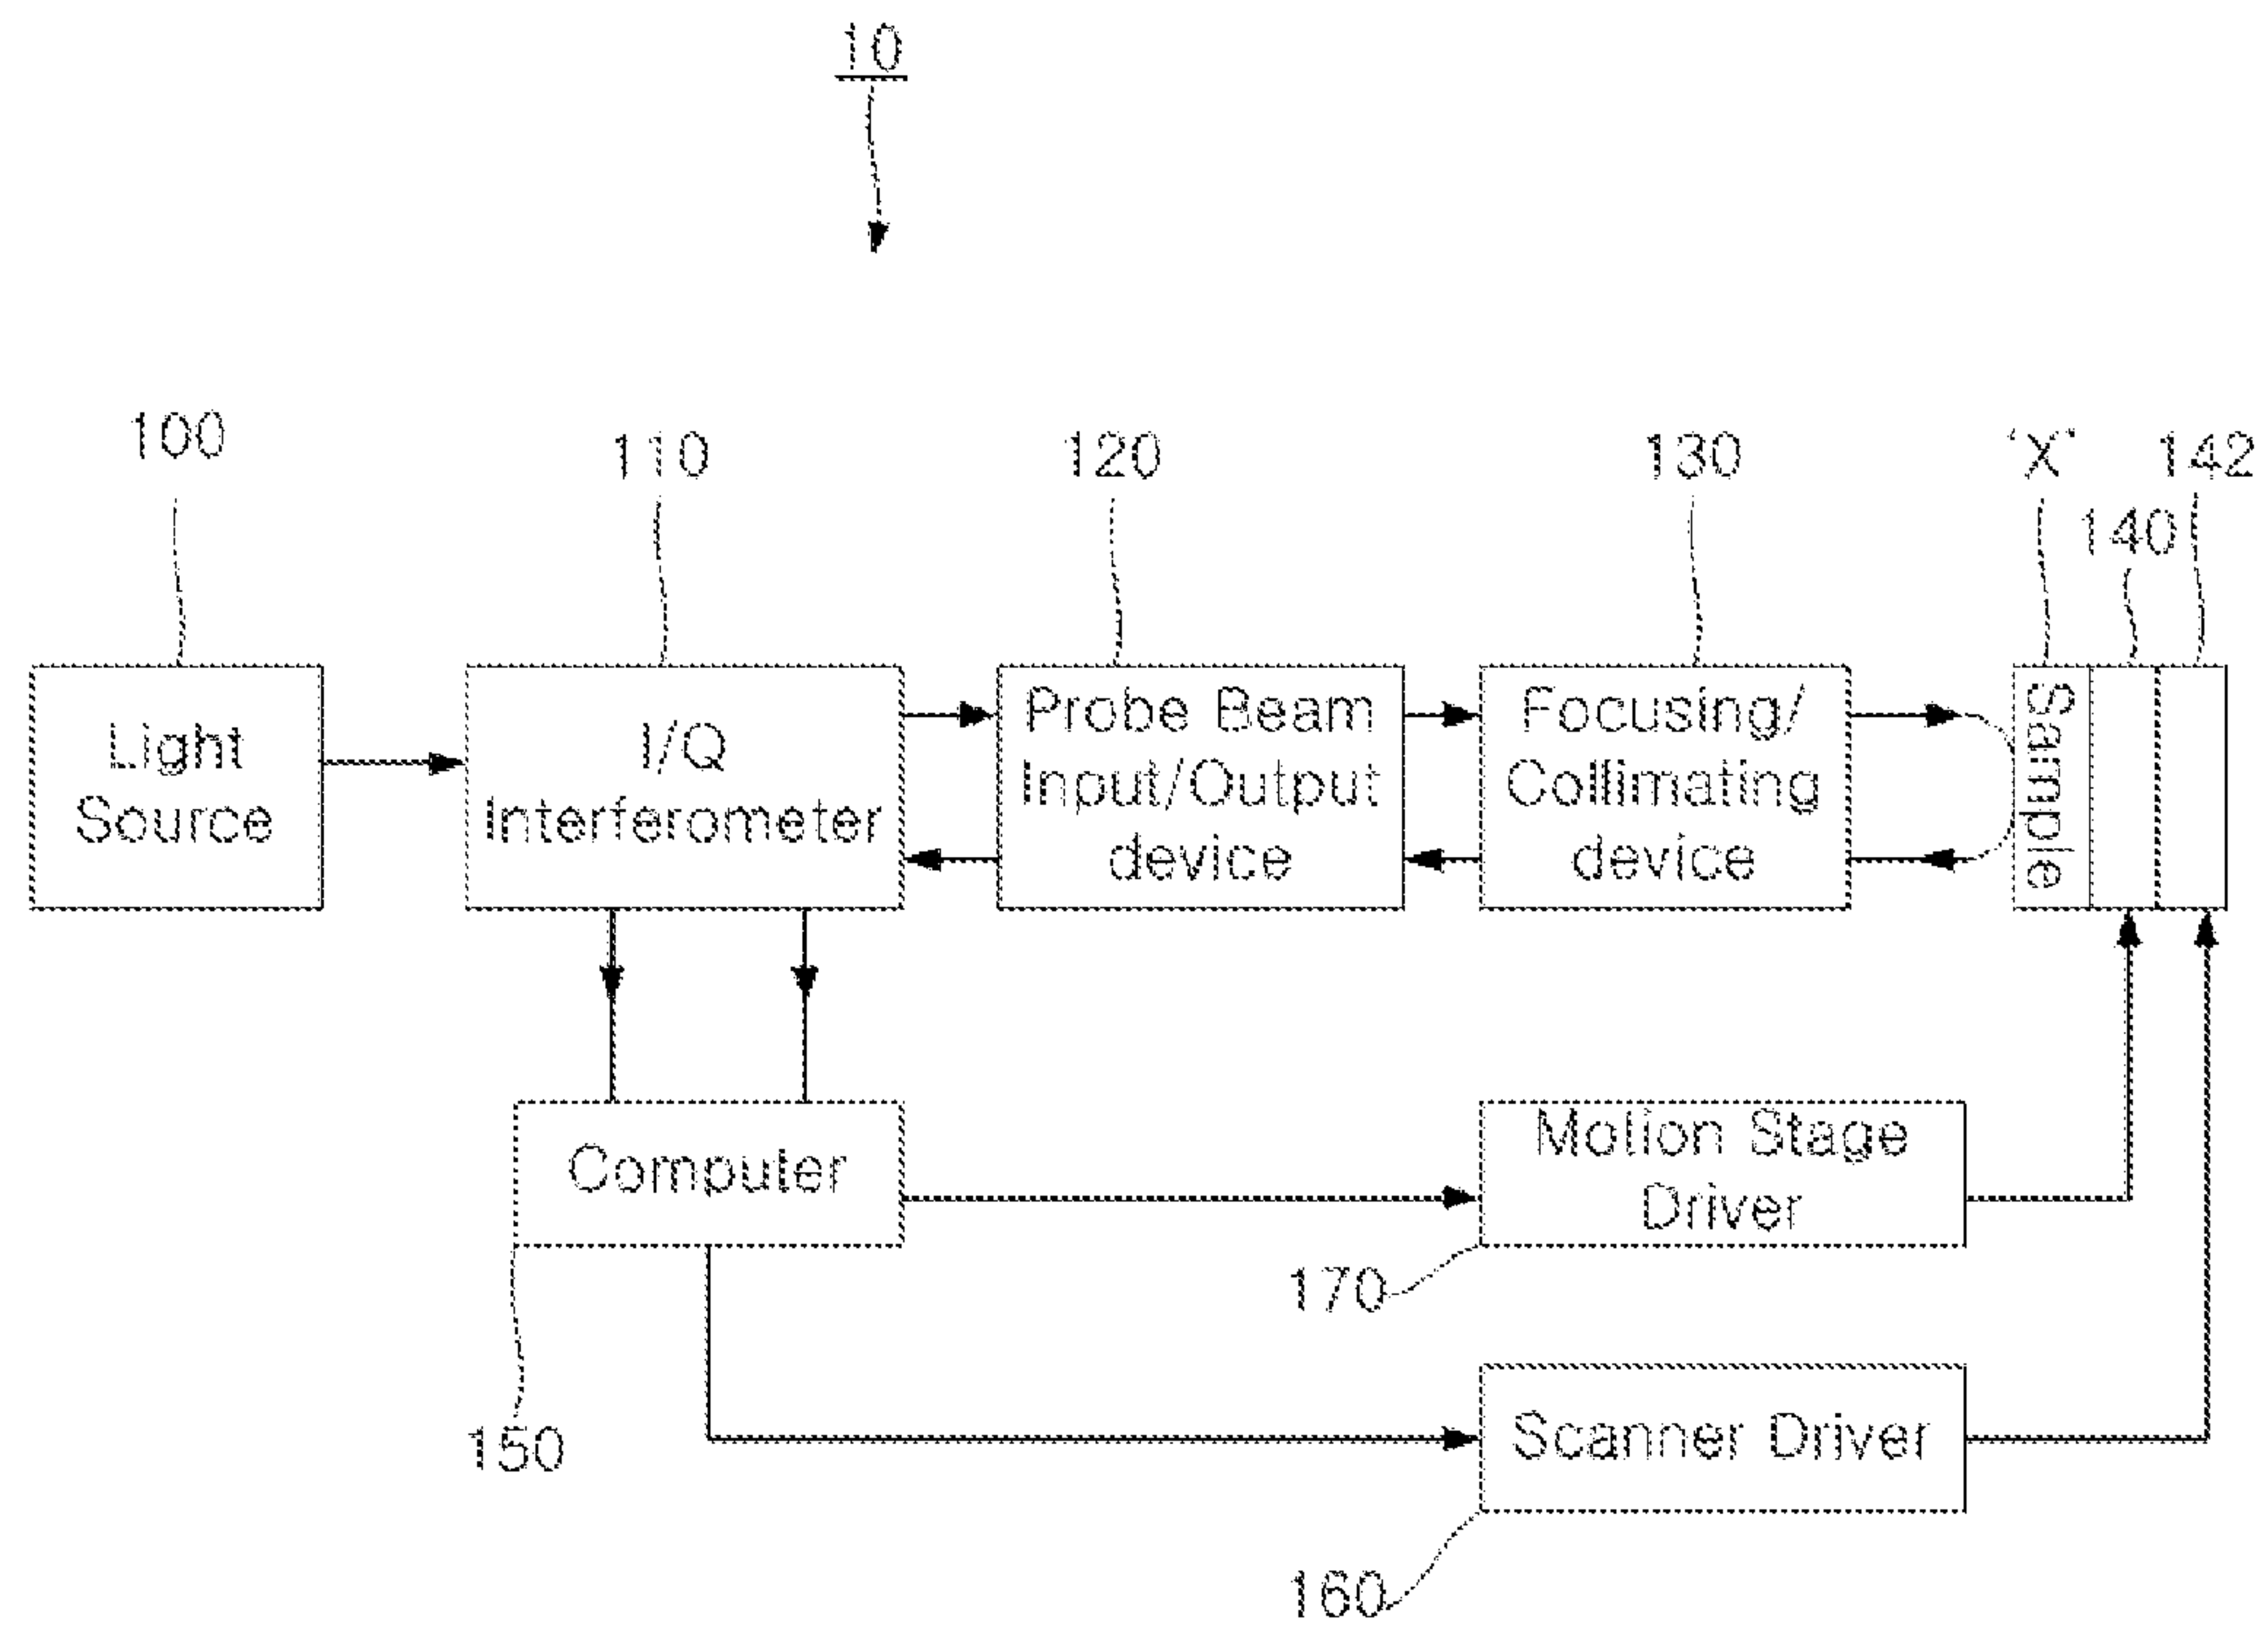 10
100
110
120
130
'X'
142
140
Light
Source
I/Q
Interferometer
Probe Beam
Input/Output
device
Focusing/
Collimating
device
Sample
Computer
Motion Stage
Driver
170
150
Scanner Driver
160